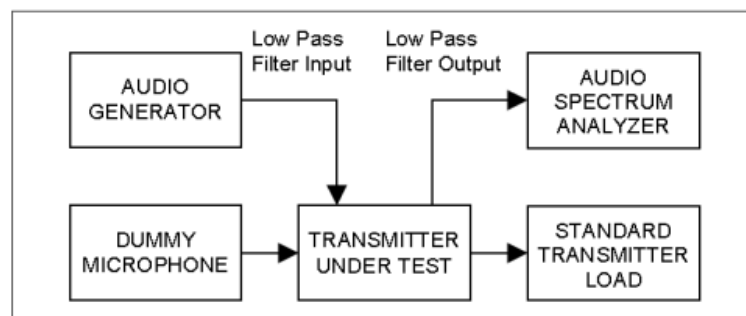 Low Pass
Filter Input
Low Pass
Filter Output
AUDIO
GENERATOR
AUDIO
SPECTRUM
ANALYZER
DUMMY
MICROPHONE
TRANSMITTER
UNDER TEST
STANDARD
TRANSMITTER
LOAD